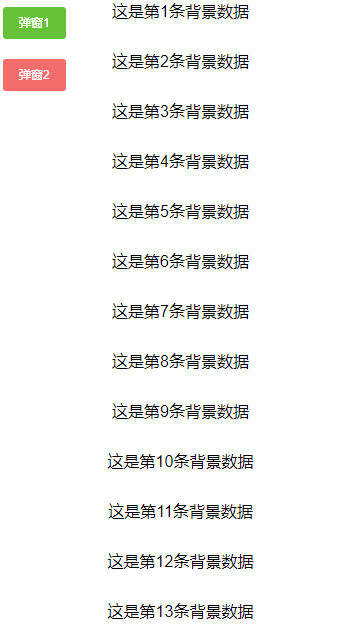 弹窗1
弹窗2
这是第1条背景数据
这是第2条背景数据
这是第3条背景数据
这是第4条背景数据
这是第5条背景数据
这是第6条背景数据
这是第7条背景数据
这是第8条背景数据
这是第9条背景数据
这是第10条背景数据
这是第11条背景数据
这是第12条背景数据
这是第13条背景数据